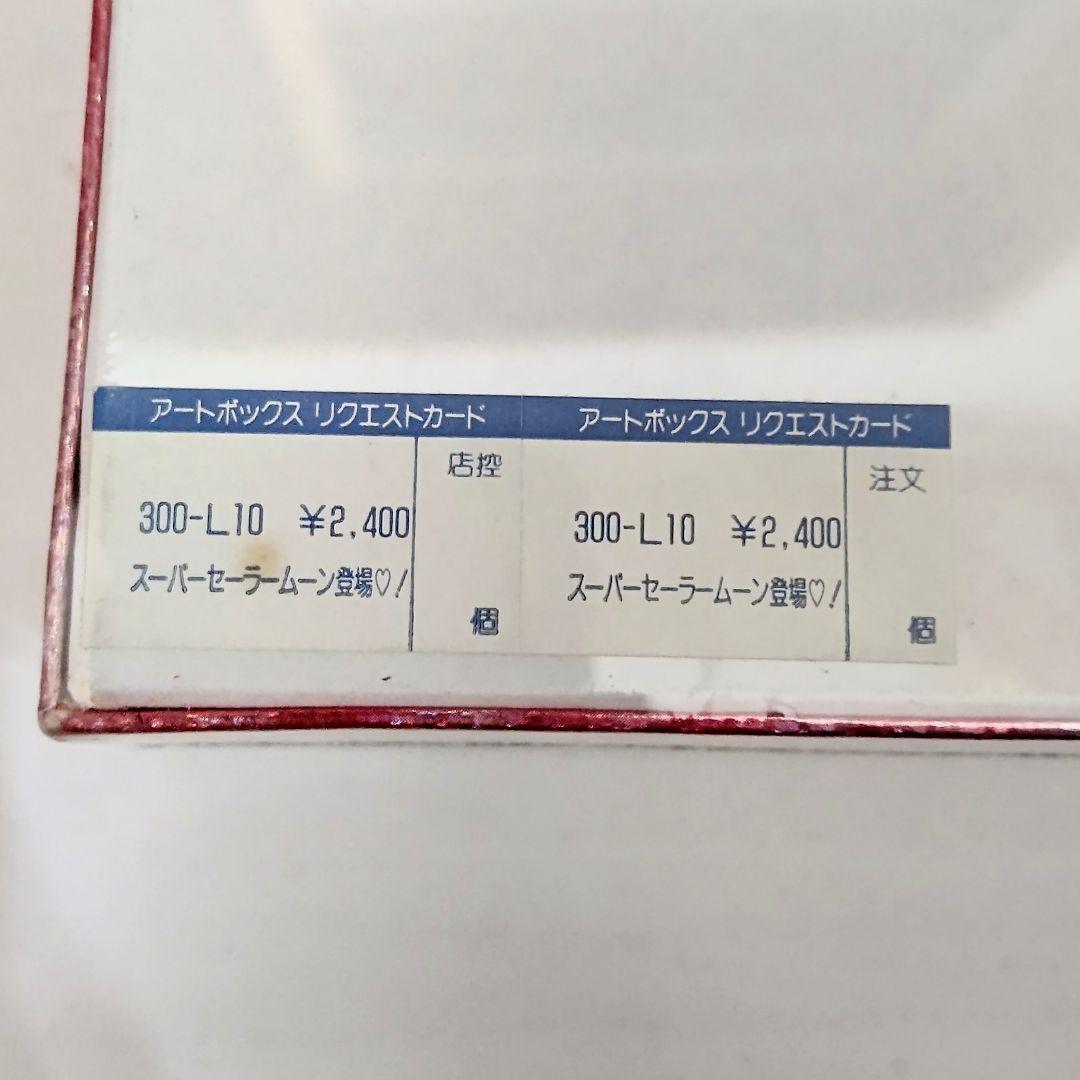 アートボックス リクエストカード
店控
300-L10 ¥2,400
スーパーセーラームーン登場♡!
個
アートボックス リクエストカード
注文
300-L10 ¥2,400
スーパーセーラームーン登場♡!
個